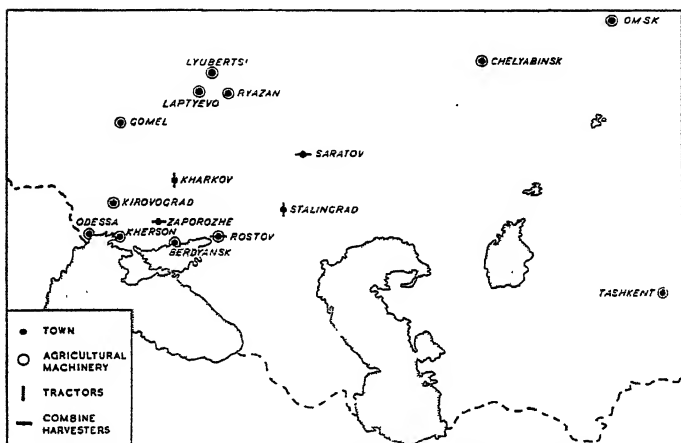 OMSK
LYUBERTSʹ
CHELYABINSK
LAPTYEVO
RYAZAN
GOMEL
SARATOV
KHARKOV
KIROVOGRAD
STALINGRAD
ODESSA
ZAPOROZHE
KHERSON
ROSTOV
BERDYANSK
TASHKENT
TOWN
AGRICULTURAL
MACHINERY
TRACTORS
COMBINE
HARVESTERS